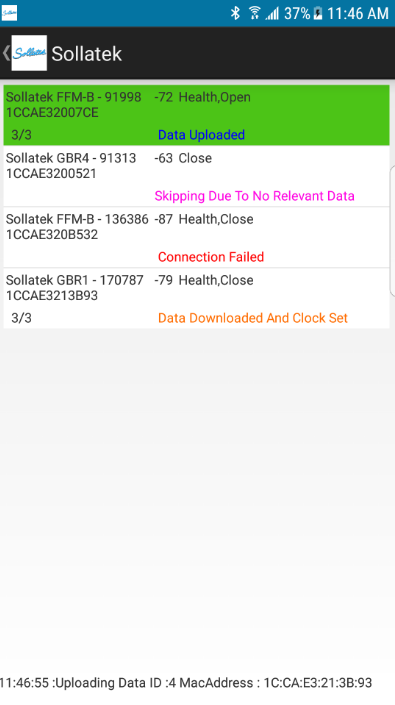 Sollatek
37% 11:46 AM
Sollatek Sollatek
Sollatek FFM-B - 91998 -72 Health,Open
1CCAE32007CE
3/3 Data Uploaded
Sollatek GBR4 - 91313 -63 Close
1CCAE3200521
Skipping Due To No Relevant Data
Sollatek FFM-B - 136386 -87 Health,Close
1CCAE320B532
Connection Failed
Sollatek GBR1 - 170787 -79 Health,Close
1CCAE3213B93
3/3 Data Downloaded And Clock Set
11:46:55 :Uploading Data ID :4 MacAddress : 1C:CA:E3:21:3B:93